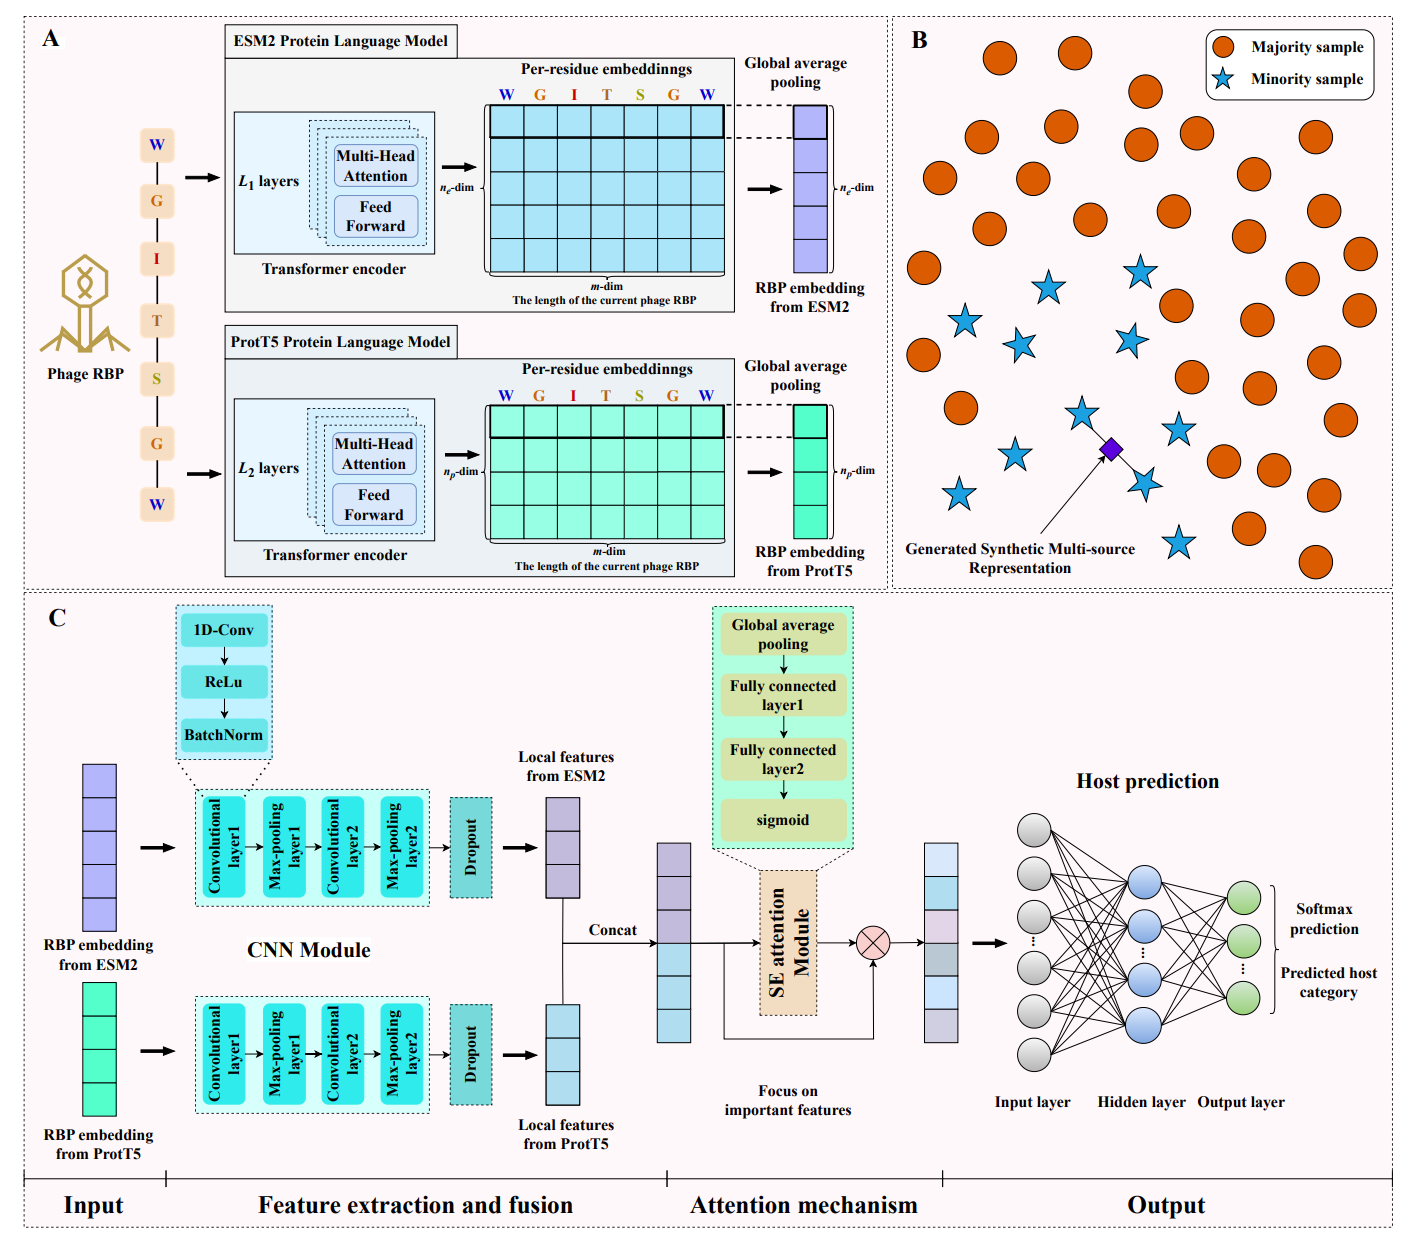 A
ESM2 Protein Language Model
Per-residue embeddinngs
W G I T S G W
Global average
pooling
L1 layers
Multi-Head
Attention
Feed
Forward
Transformer encoder
ne-dim
m-dim
The length of the current phage RBP
ne-dim
RBP embedding
from ESM2
W
G
I
T
S
G
W
Phage RBP
ProtT5 Protein Language Model
Per-residue embeddinngs
W G I T S G W
Global average
pooling
L2 layers
Multi-Head
Attention
Feed
Forward
Transformer encoder
np-dim
m-dim
The length of the current phage RBP
np-dim
RBP embedding
from ProtT5
B
Majority sample
Minority sample
Generated Synthetic Multi-source
Representation
C
1D-Conv
ReLu
BatchNorm
RBP embedding
from ESM2
Convolutional
layer1
Max-pooling
layer1
Convolutional
layer2
Max-pooling
layer2
Dropout
Local features
from ESM2
CNN Module
RBP embedding
from ProtT5
Convolutional
layer1
Max-pooling
layer1
Convolutional
layer2
Max-pooling
layer2
Dropout
Local features
from ProtT5
Concat
Global average
pooling
Fully connected
layer1
Fully connected
layer2
sigmoid
SE attention
Module
Focus on
important features
Host prediction
Softmax
prediction
Predicted host
category
Input layer
Hidden layer
Output layer
Input
Feature extraction and fusion
Attention mechanism
Output